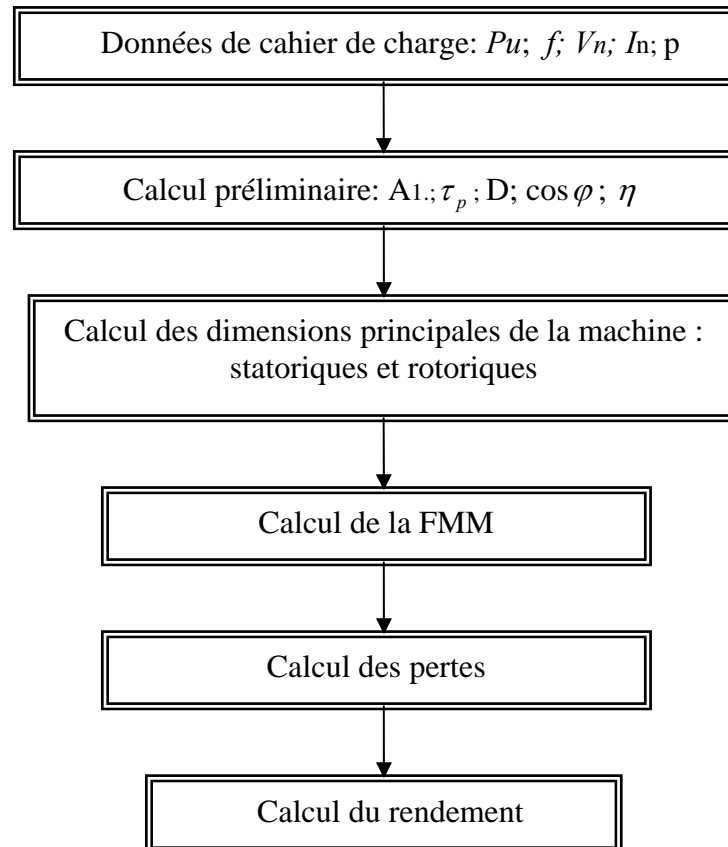 Données de cahier de charge: Pu; f; Vn; In; p
Calcul préliminaire: A1.; τp; D; cos φ; η
Calcul des dimensions principales de la machine :
statoriques et rotoriques
Calcul de la FMM
Calcul des pertes
Calcul du rendement